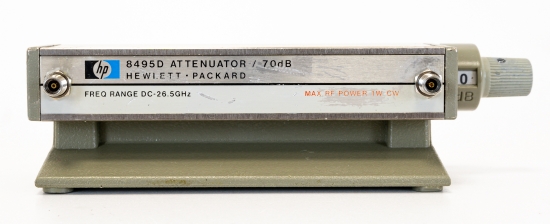 hp
8495D ATTENUATOR / 70dB
HEWLETT • PACKARD
FREQ RANGE DC-26.5GHz
MAX RF POWER 1W CW
0
dB